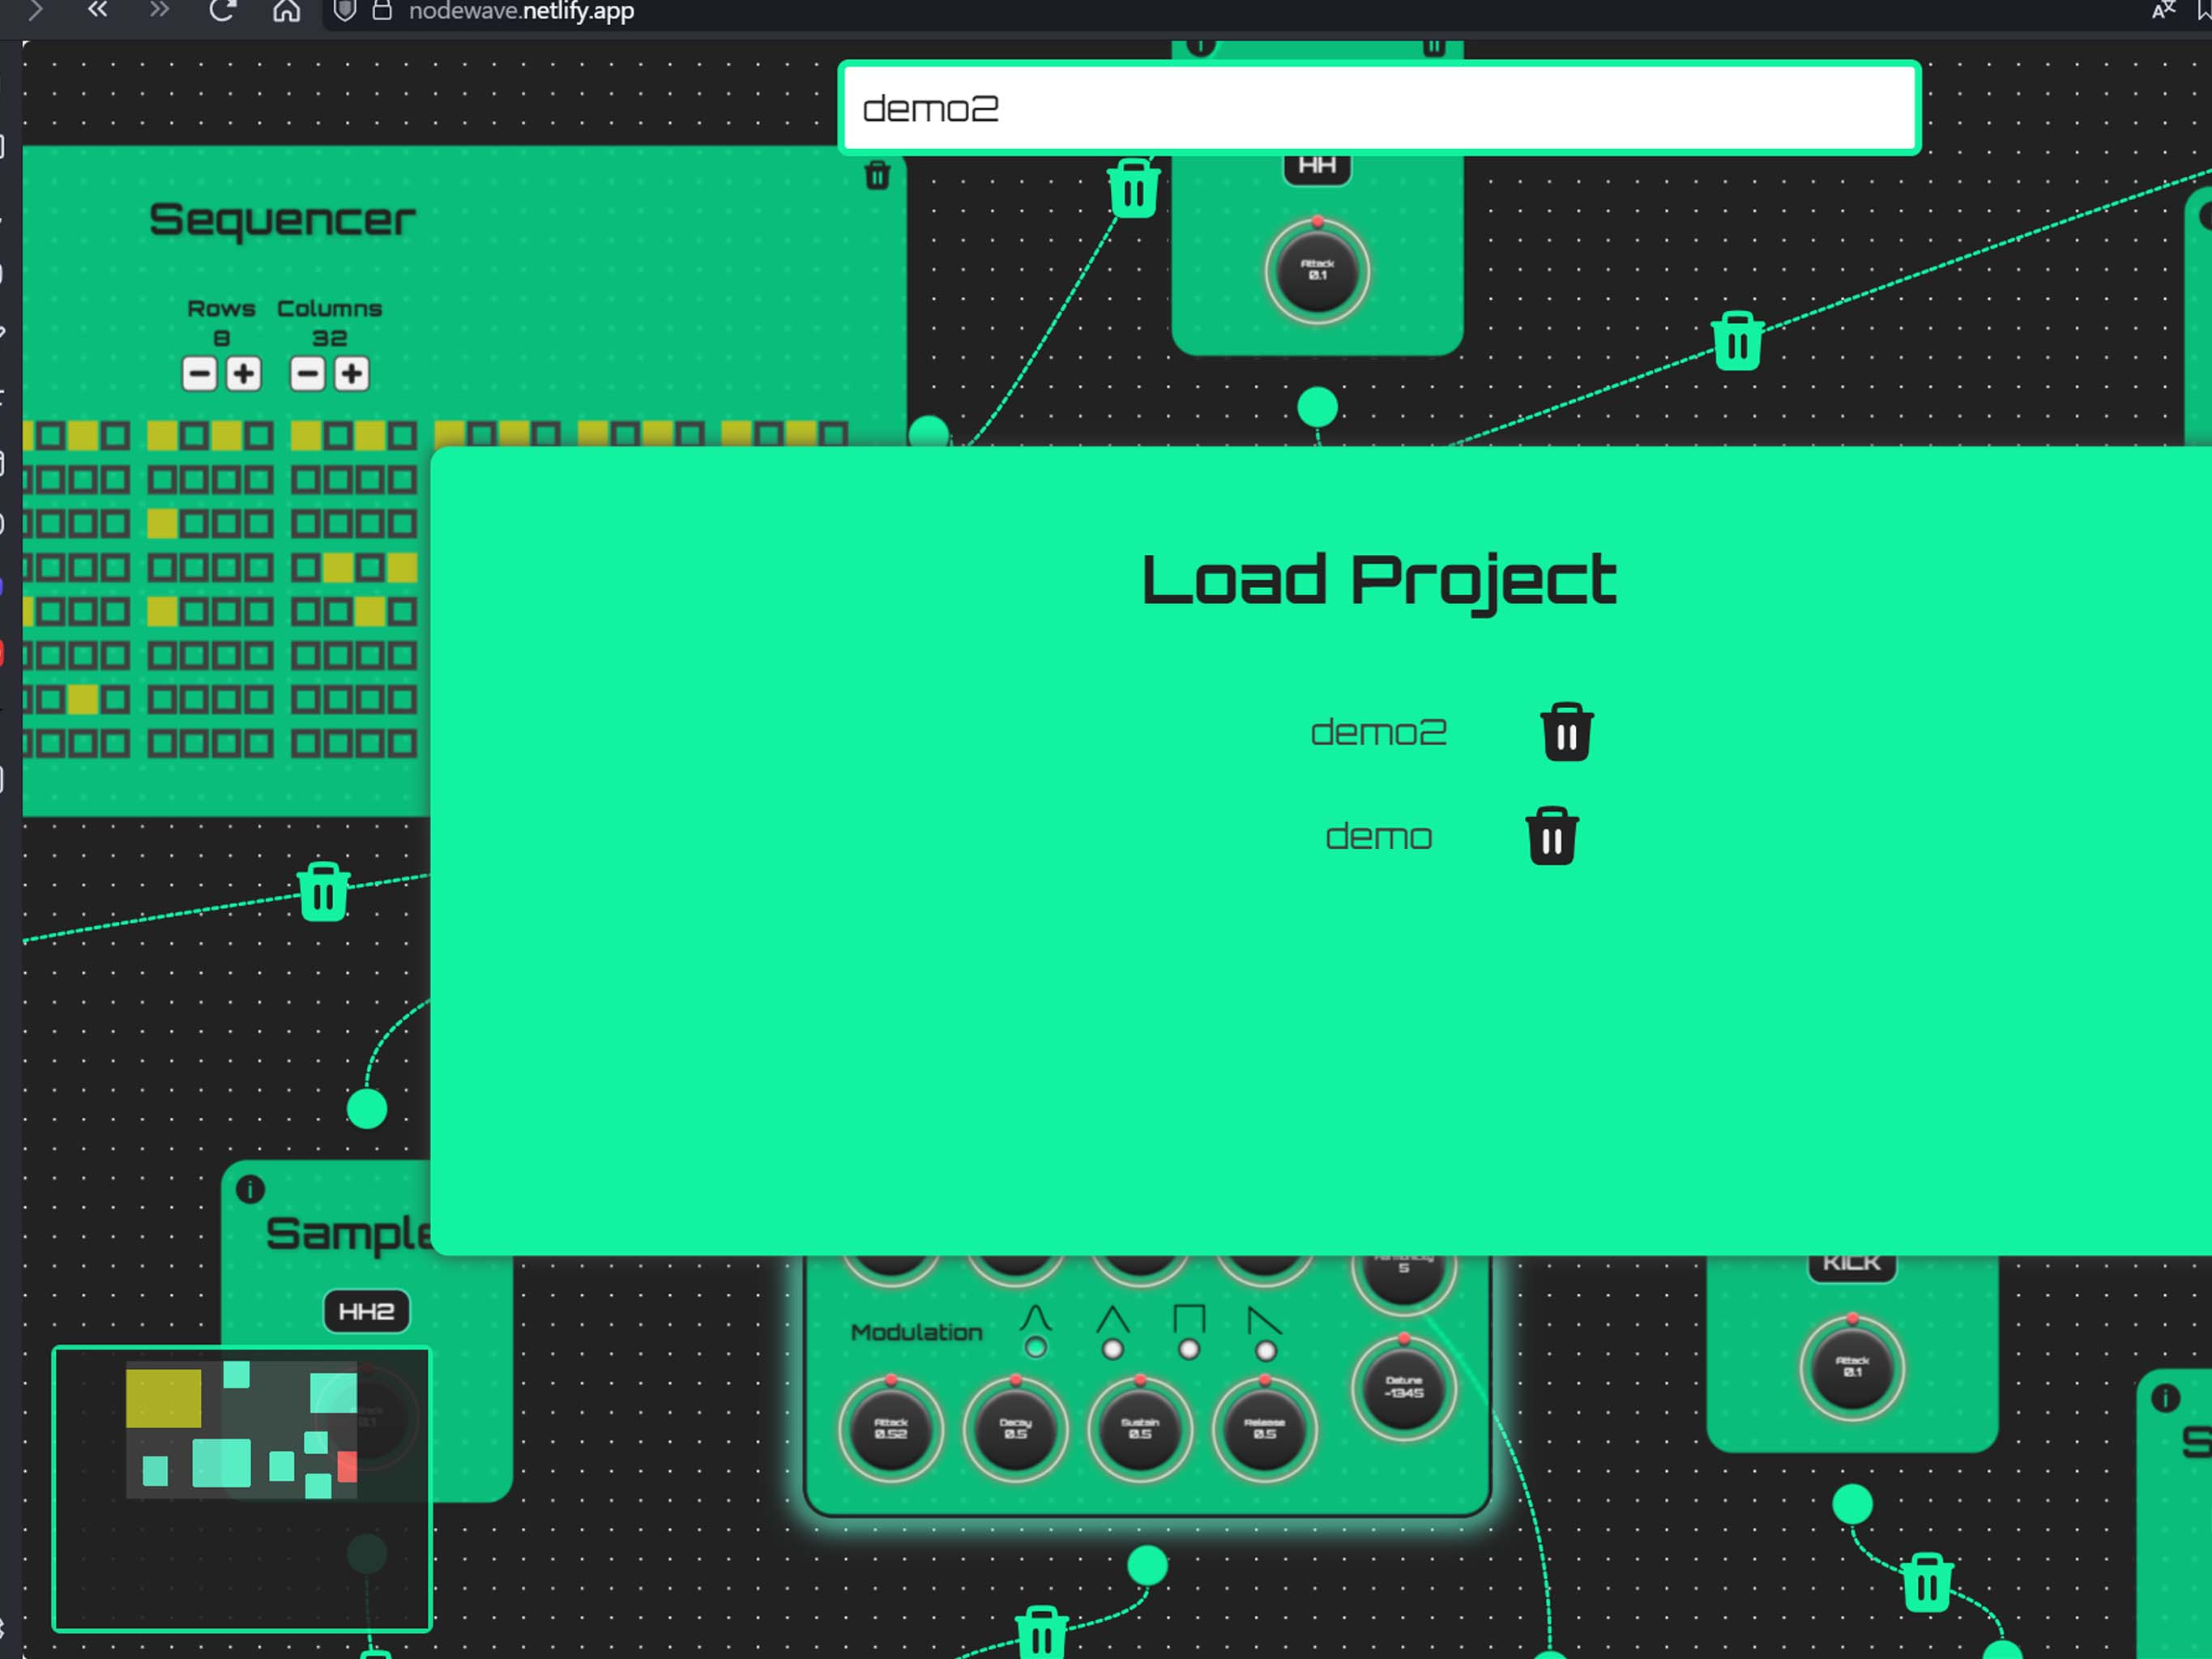 nodewave.netlify.app
demo2
HH
Sequencer
Attack
0.1
Rows Columns
8 32
Load Project
demo2
demo
Sample
HH2
5
KICK
Modulation
Attack
0.1
Detune
-1345
Attack
0.52
Decay
0.5
Sustain
0.5
Release
0.5
S